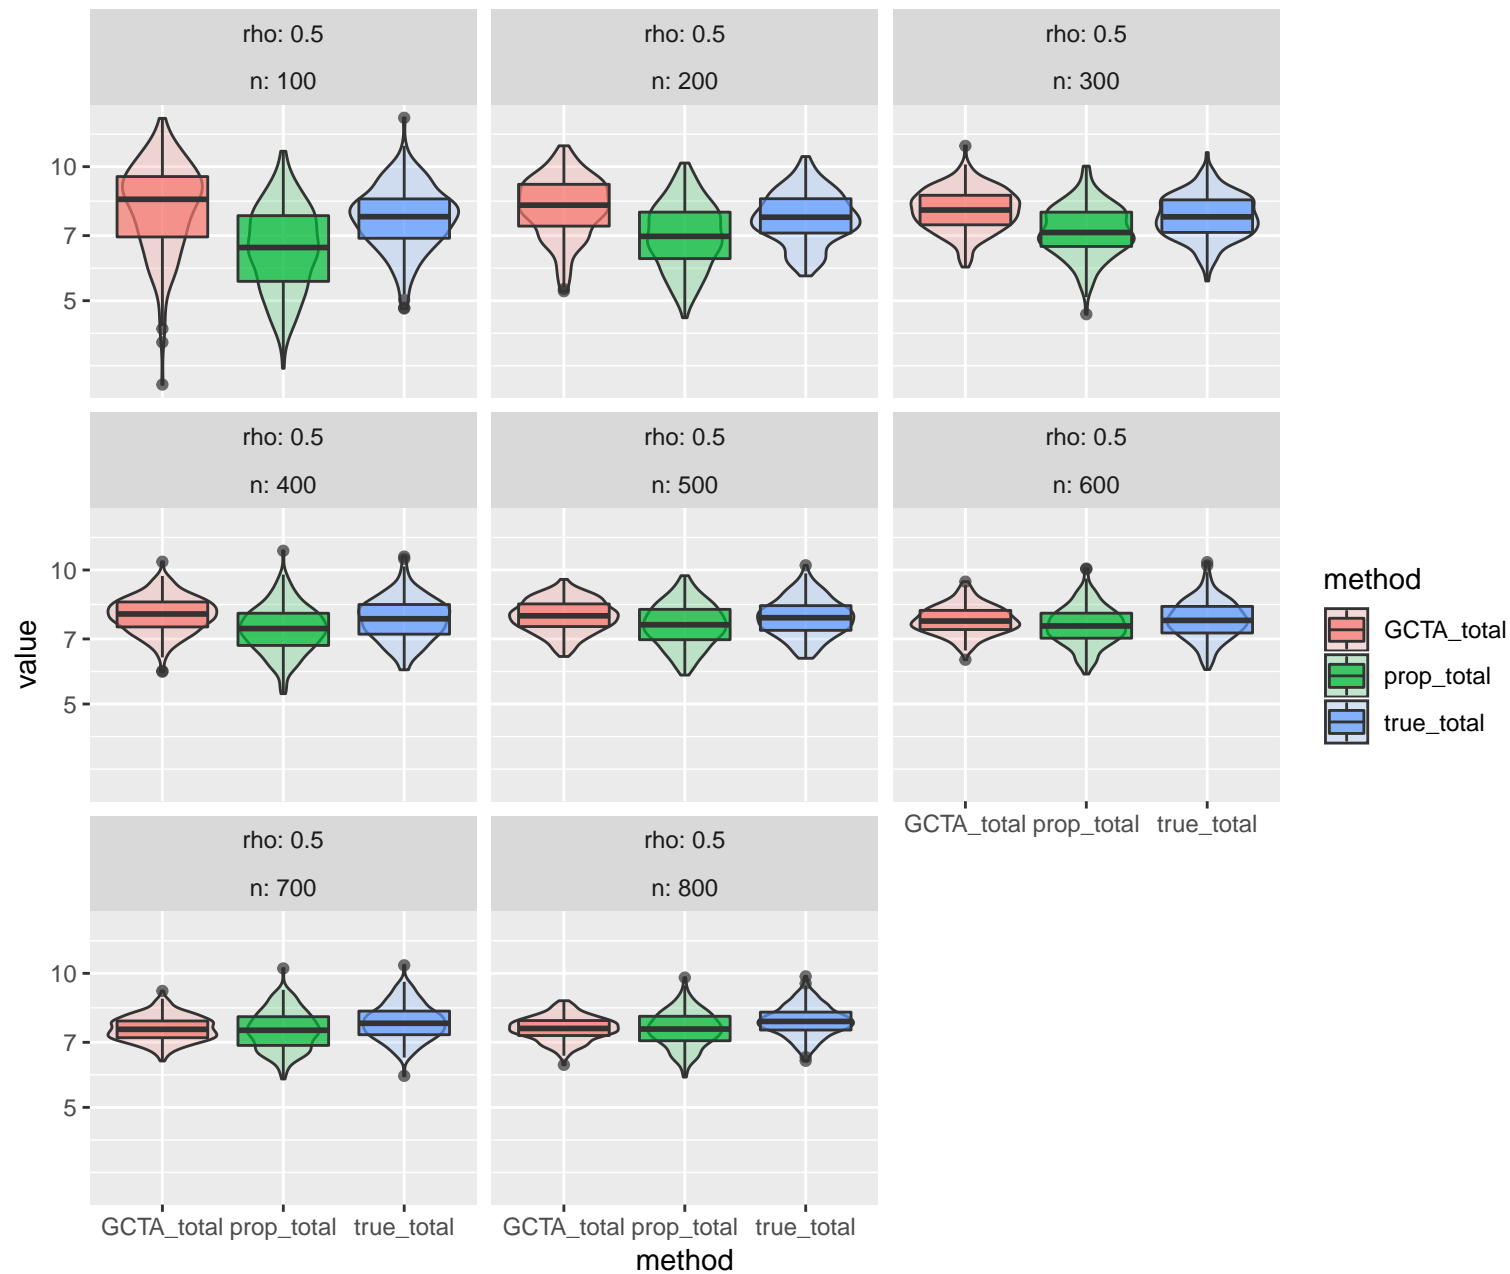 rho: 0.5
n: 100
rho: 0.5
n: 200
rho: 0.5
n: 300
10
7
5
rho: 0.5
n: 400
rho: 0.5
n: 500
rho: 0.5
n: 600
10
7
5
GCTA_total prop_total true_total
rho: 0.5
n: 700
rho: 0.5
n: 800
10
7
5
GCTA_total prop_total true_total
GCTA_total prop_total true_total
method
value
method
GCTA_total
prop_total
true_total